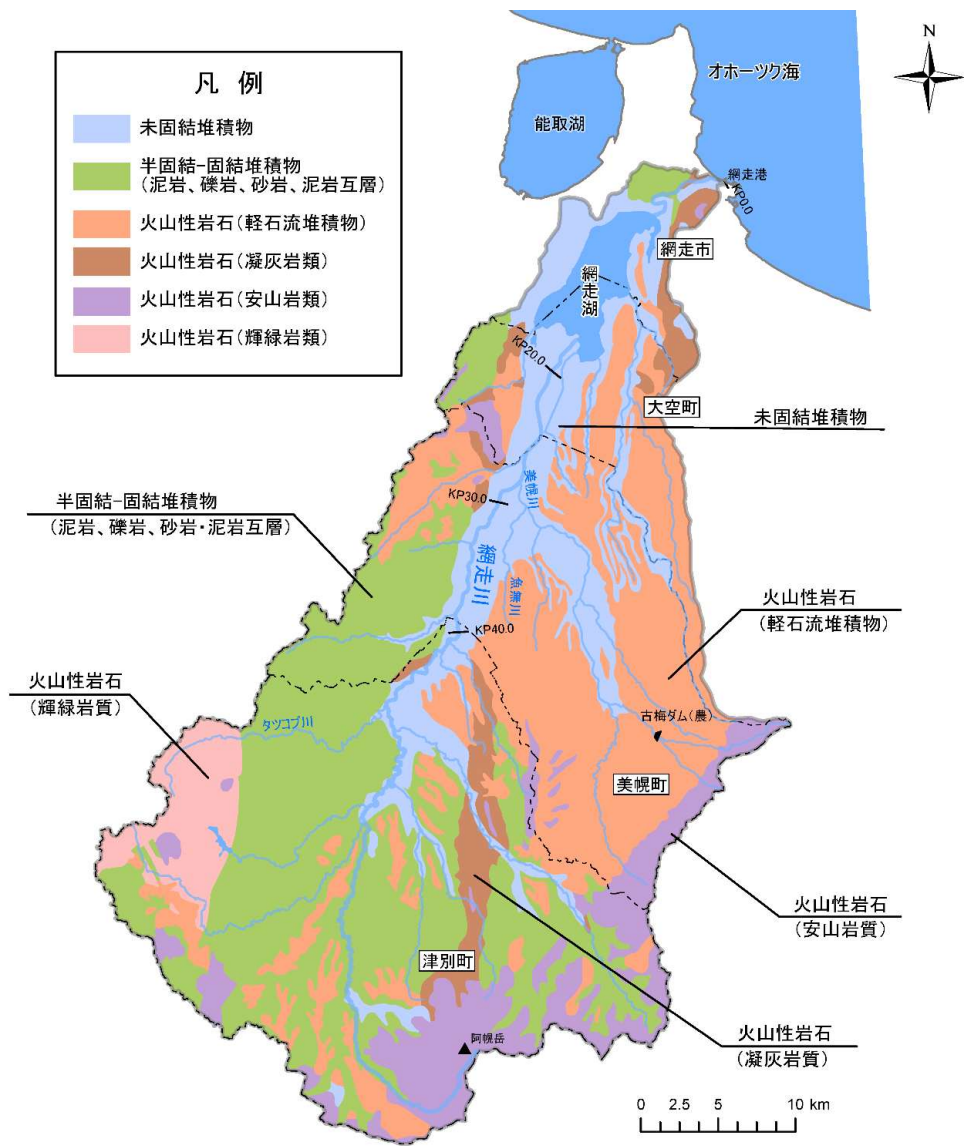 凡 例
未固結堆積物
半固結-固結堆積物
(泥岩、礫岩、砂岩、泥岩互層)
火山性岩石(軽石流堆積物)
火山性岩石(凝灰岩類)
火山性岩石(安山岩類)
火山性岩石(輝緑岩類)
N
オホーツク海
能取湖
網走港
KP0.0
網走市
網走湖
KP20.0
大空町
未固結堆積物
美幌川
KP30.0
半固結-固結堆積物
(泥岩、礫岩、砂岩・泥岩互層)
網走川
魚無川
火山性岩石
(軽石流堆積物)
KP40.0
火山性岩石
(輝緑岩質)
タツコブ川
古梅ダム(農)
美幌町
火山性岩石
(安山岩質)
津別町
火山性岩石
(凝灰岩質)
阿幌岳
0 2.5 5 10 km